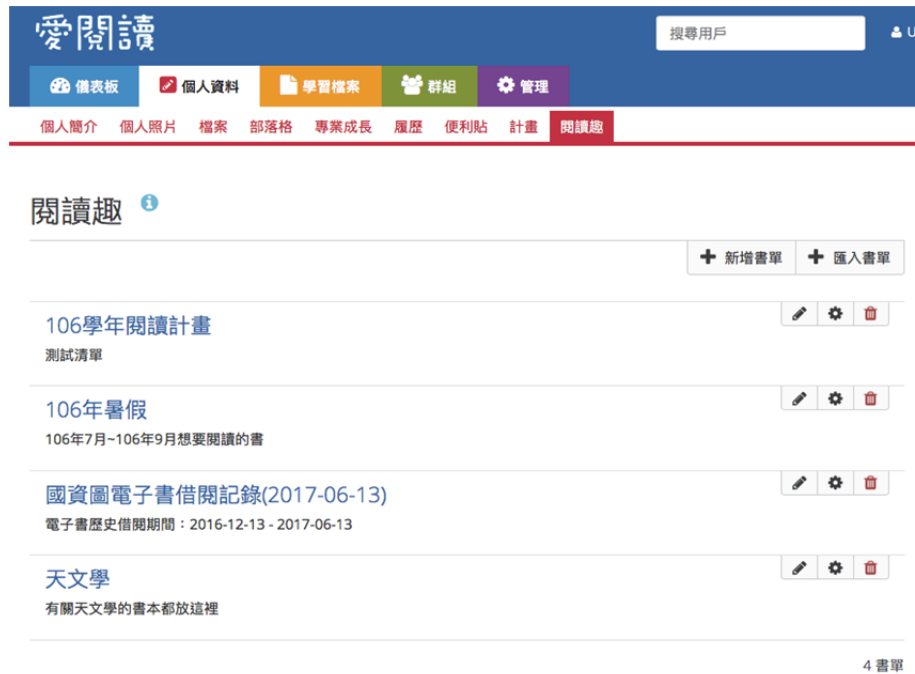 愛閱讀
搜尋用戶
U
儀表板 個人資料 學習檔案 群組 管理
個人簡介 個人照片 檔案 部落格 專業成長 履歷 便利貼 計畫 閱讀趣
閱讀趣
新增書單 匯入書單
106學年閱讀計畫
測試清單
106年暑假
106年7月~106年9月想要閱讀的書
國資圖電子書借閱記錄(2017-06-13)
電子書歷史借閱期間：2016-12-13 - 2017-06-13
天文學
有關天文學的書本都放這裡
4 書單